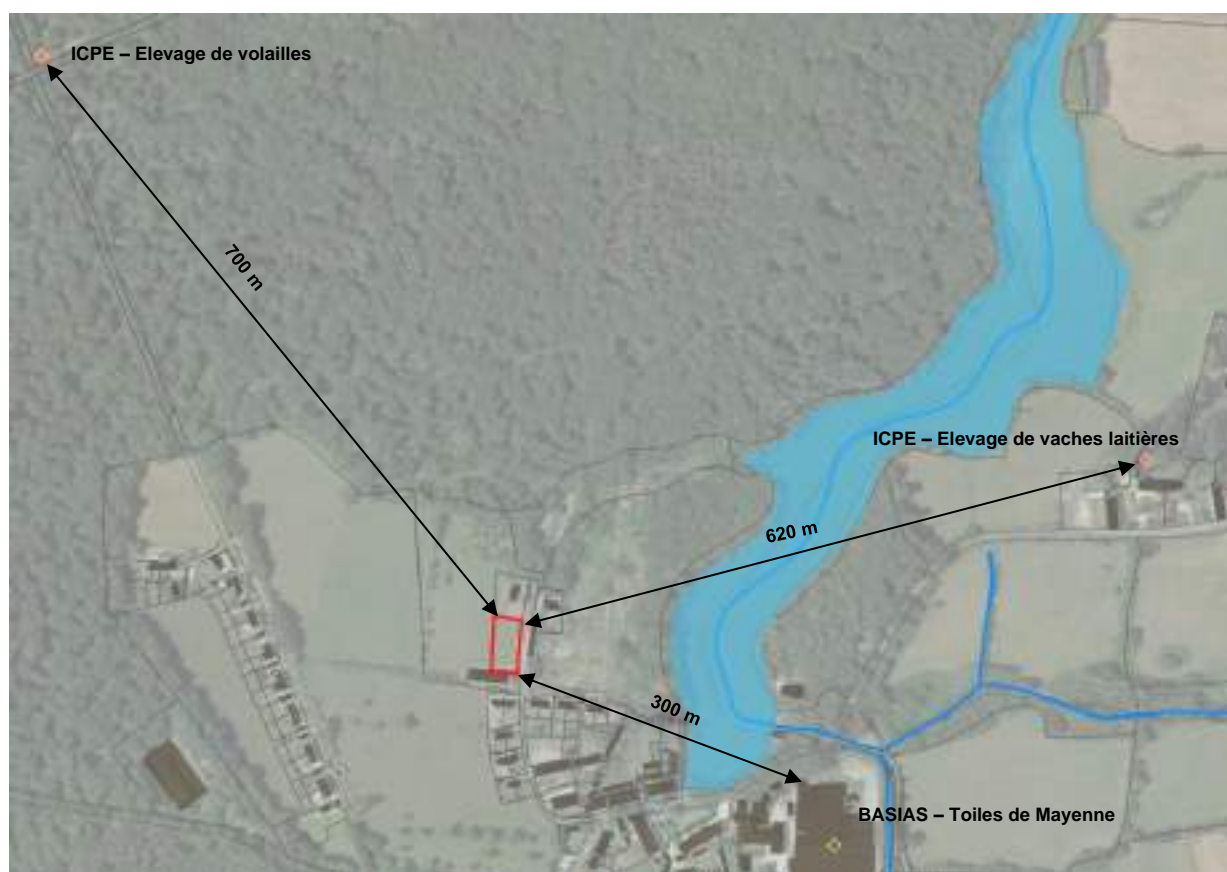 ICPE – Elevage de volailles
700 m
ICPE – Elevage de vaches laitières
620 m
300 m
BASIAS – Toiles de Mayenne